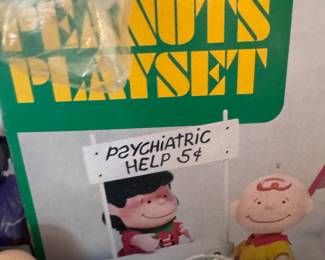 PEANUTS
PLAYSET
PSYCHIATRIC
HELP 5¢